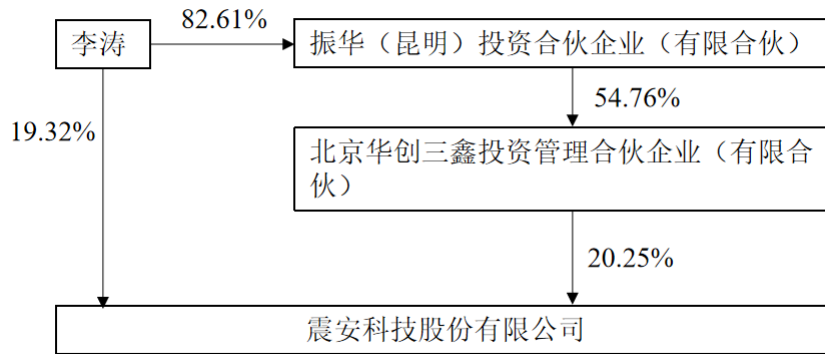 82.61%
李涛
振华（昆明）投资合伙企业（有限合伙）
54.76%
19.32%
北京华创三鑫投资管理合伙企业（有限合
伙）
20.25%
震安科技股份有限公司